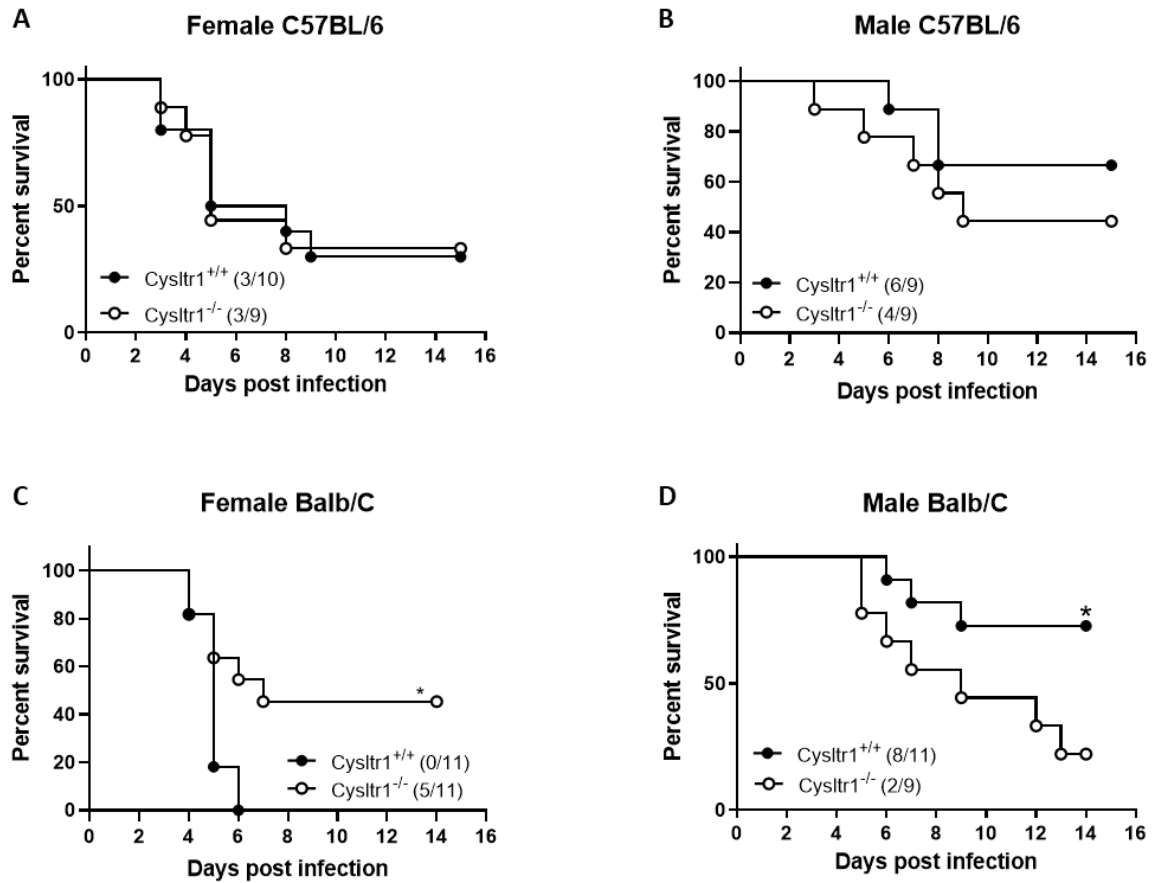 A
Female C57BL/6
Percent survival
100
50
0
Cysltr1+/+ (3/10)
Cysltr1-/- (3/9)
0 2 4 6 8 10 12 14 16
Days post infection
B
Male C57BL/6
Percent survival
100
80
60
40
20
0
Cysltr1+/+ (6/9)
Cysltr1-/- (4/9)
0 2 4 6 8 10 12 14 16
Days post infection
C
Female Balb/C
Percent survival
100
80
60
40
20
0
*
Cysltr1+/+ (0/11)
Cysltr1-/- (5/11)
0 2 4 6 8 10 12 14 16
Days post infection
D
Male Balb/C
Percent survival
100
50
0
*
Cysltr1+/+ (8/11)
Cysltr1-/- (2/9)
0 2 4 6 8 10 12 14 16
Days post infection